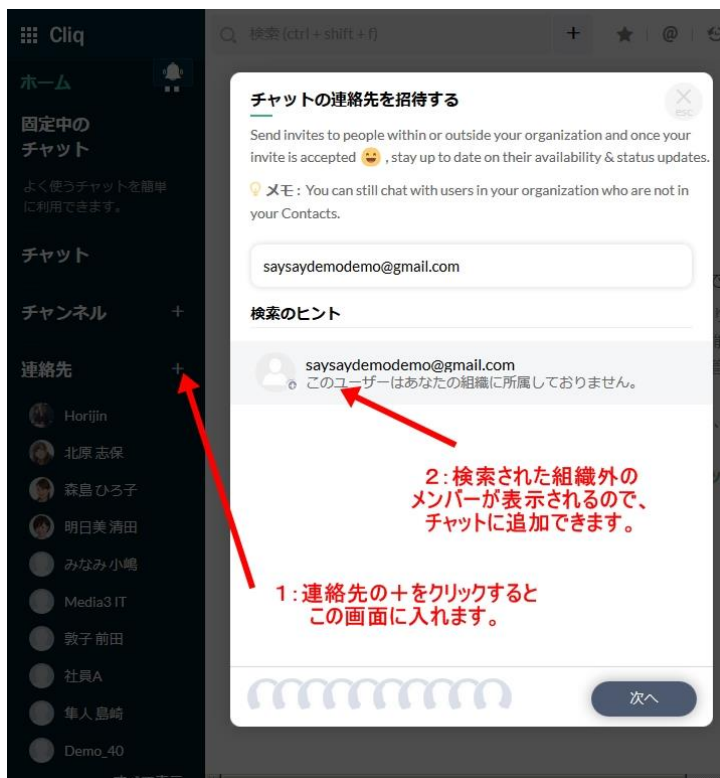 Cliq
検索 (ctrl + shift + f)
ホーム
固定中の
チャット
よく使うチャットを簡単
に利用できます。
チャット
チャンネル
連絡先
Horijin
北原 志保
森島 ひろ子
明日美 清田
みなみ 小嶋
Media3 IT
敦子 前田
社員A
隼人 島崎
Demo_40
チャットの連絡先を招待する
esc
Send invites to people within or outside your organization and once your
invite is accepted 😀 , stay up to date on their availability & status updates.
メモ : You can still chat with users in your organization who are not in
your Contacts.
saysaydemodemo@gmail.com
検索のヒント
saysaydemodemo@gmail.com
このユーザーはあなたの組織に所属しておりません。
2:検索された組織外の
メンバーが表示されるので、
チャットに追加できます。
1:連絡先の+をクリックすると
この画面に入れます。
次へ